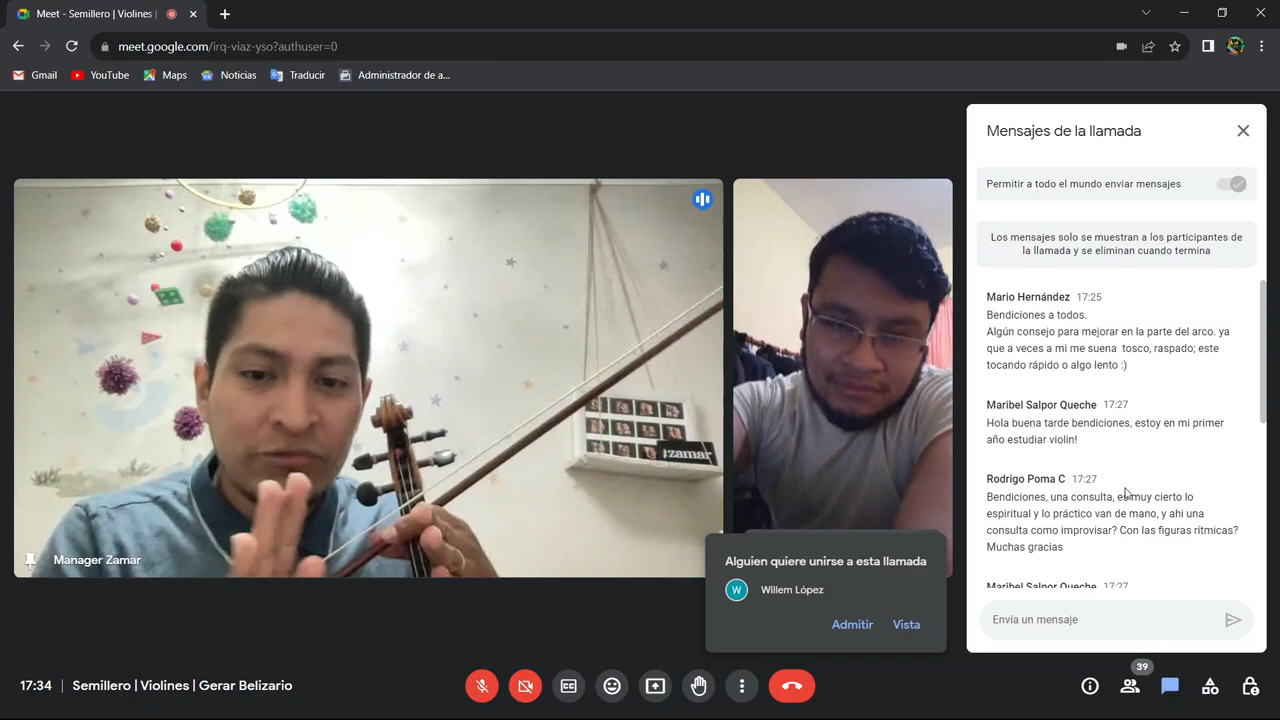 Meet - Semillero | Violines |
meet.google.com/irq-viaz-yso?authuser=0
Gmail
YouTube
Maps
Noticias
Traducir
Administrador de a...
Mensajes de la llamada
Permitir a todo el mundo enviar mensajes
Los mensajes solo se muestran a los participantes de
la llamada y se eliminan cuando termina
Mario Hernández 17:25
Bendiciones a todos.
Algún consejo para mejorar en la parte del arco. ya
que a veces a mi me suena tosco, raspado; este
tocando rápido o algo lento :)
Maribel Salpor Queche 17:27
Hola buena tarde bendiciones, estoy en mi primer
año estudiar violin!
Rodrigo Poma C 17:27
Bendiciones, una consulta, es muy cierto lo
espiritual y lo práctico van de mano, y ahi una
consulta como improvisar? Con las figuras rítmicas?
Muchas gracias
Maribel Salpor Queche 17:27
Envía un mensaje
zamar
Manager Zamar
Alguien quiere unirse a esta llamada
W
Willem López
Admitir
Vista
17:34 | Semillero | Violines | Gerar Belizario
39